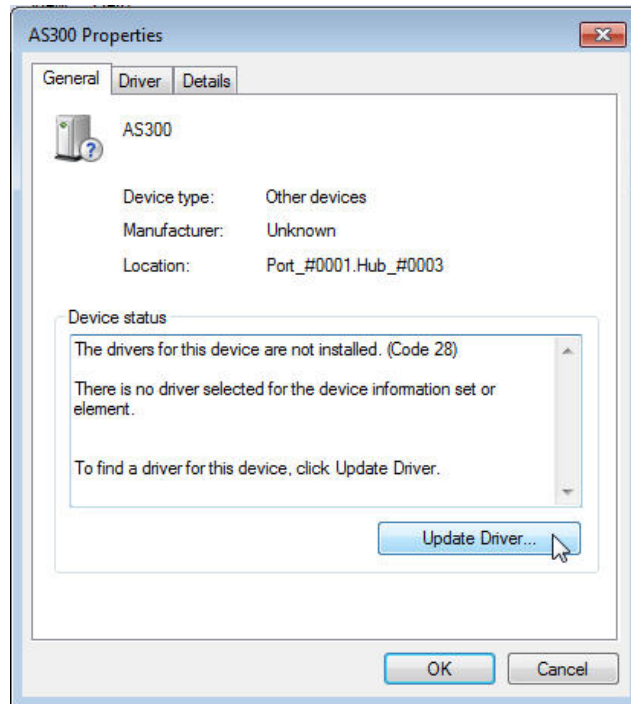 AS300 Properties
General Driver Details
AS300
Device type: Other devices
Manufacturer: Unknown
Location: Port_#0001.Hub_#0003
Device status
The drivers for this device are not installed. (Code 28)
There is no driver selected for the device information set or
element.
To find a driver for this device, click Update Driver.
Update Driver...
OK Cancel